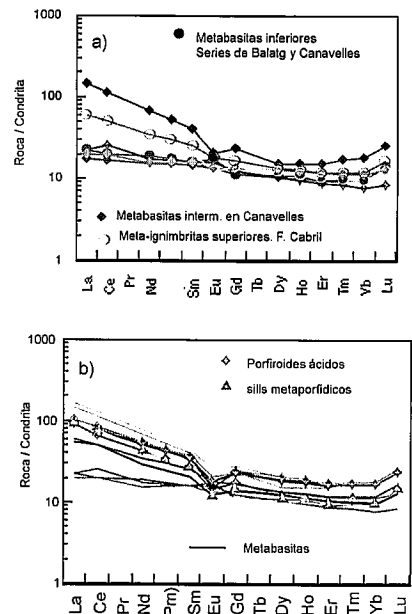 1000
a)
Metabasitas inferiores
Series de Balatg y Canavelles
100
Roca / Condrita
10
Metabasitas interm. en Canavelles
Meta-ignimbritas superiores. F. Cabril
1
La Ce Pr Nd Sm Eu Gd Tb Dy Ho Er Tm Yb Lu
1000
b)
Porfiroides ácidos
sills metaporfídicos
100
Roca / Condrita
10
Metabasitas
1
La Ce Pr Nd Pm) Sm Eu Gd Tb Dy Ho Er Tm Yb Lu